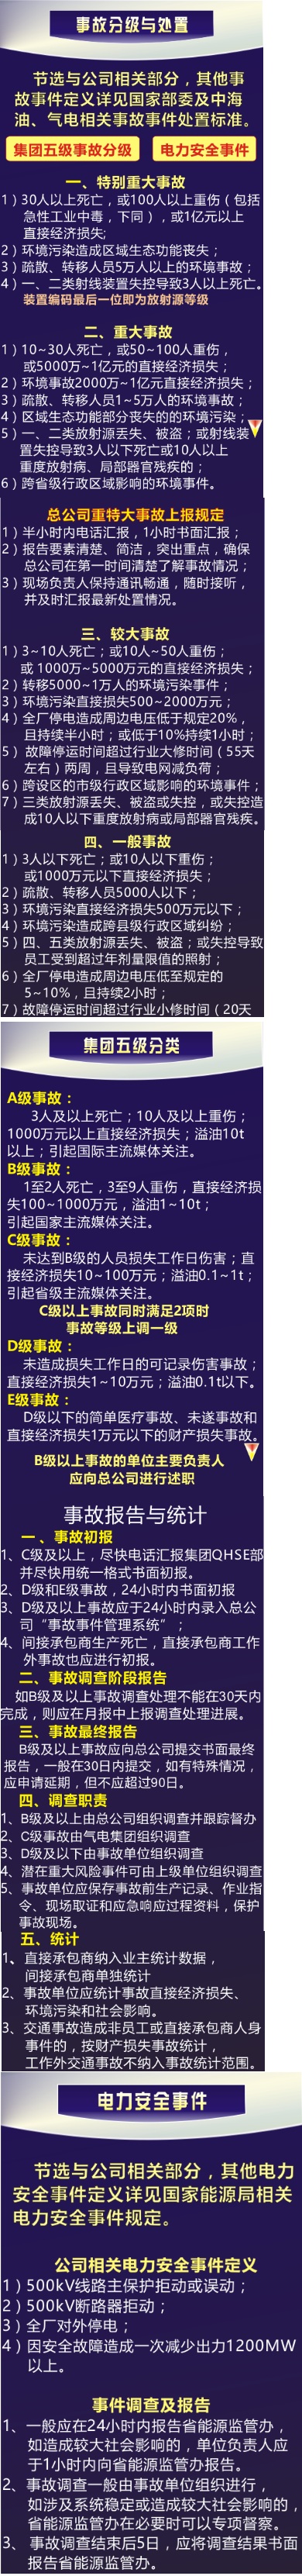 事故分级与处置
节选与公司相关部分，其他事
故事件定义详见国家部委及中海
油、气电相关事故事件处置标准。
集团五级事故分级 电力安全事件
一、特别重大事故
1）30人以上死亡，或100人以上重伤（包括
急性工业中毒，下同），或1亿元以上
直接经济损失；
2）环境污染造成区域生态功能丧失；
3）疏散、转移人员5万人以上的环境事故；
4）一、二类射线装置失控导致3人以上死亡。
装置编码最后一位即为放射源等级
二、重大事故
1）10~30人死亡，或50~100人重伤，
或5000万~1亿元的直接经济损失；
2）环境事故2000万~1亿元直接经济损失；
3）疏散、转移人员1~5万人的环境事故；
4）区域生态功能部分丧失的的环境污染；
5）一、二类放射源丢失、被盗；或射线装
置失控导致3人以下死亡或10人以上
重度放射病、局部器官残疾的；
6）跨省级行政区域影响的环境事件。
总公司重特大事故上报规定
1）半小时内电话汇报，1小时书面汇报；
2）报告要素清楚、简洁，突出重点，确保
总公司在第一时间清楚了解事故情况；
3）现场负责人保持通讯畅通，随时接听，
并及时汇报最新处置情况。
三、较大事故
1）3~10人死亡；或10人~50人重伤；
或 1000万~5000万元的直接经济损失；
2）转移5000~1万人的环境污染事件；
3）环境污染直接损失500~2000万元；
4）全厂停电造成周边电压低于规定20%，
且持续半小时；或低于10%持续1小时；
5） 故障停运时间超过行业大修时间（55天
左右）两周，且导致电网减负荷；
6）跨设区的市级行政区域影响的环境事件；
7）三类放射源丢失、被盗或失控，或失控造
成10人以下重度放射病或局部器官残疾。
四、一般事故
1）3人以下死亡；或10人以下重伤；
或1000万元以下直接经济损失；
2）疏散、转移人员5000人以下；
3）环境污染直接经济损失500万元以下；
4）环境污染造成跨县级行政区域纠纷；
5）四、五类放射源丢失、被盗；或失控导致
员工受到超过年剂量限值的照射；
6）全厂停电造成周边电压低至规定的
5~10%，且持续2小时；
7）故障停运时间超过行业小修时间（20天
集团五级分类
A级事故：
3人及以上死亡；10人及以上重伤；
1000万元以上直接经济损失；溢油10t
以上；引起国际主流媒体关注。
B级事故：
1至2人死亡，3至9人重伤，直接经济损
失100~1000万元，溢油1~10t；
引起国家主流媒体关注。
C级事故：
未达到B级的人员损失工作日伤害；直
接经济损失10~100万元；溢油0.1~1t；
引起省级主流媒体关注。
C级以上事故同时满足2项时
事故等级上调一级
D级事故：
未造成损失工作日的可记录伤害事故；
直接经济损失1~10万元；溢油0.1t以下。
E级事故：
D级以下的简单医疗事故、未遂事故和
直接经济损失1万元以下的财产损失事故。
B级以上事故的单位主要负责人
应向总公司进行述职
事故报告与统计
一 、事故初报
1、C级及以上，尽快电话汇报集团QHSE部
并尽快用统一格式书面初报。
2、D级和E级事故，24小时内书面初报
3、D级及以上事故应于24小时内录入总公
司“事故事件管理系统”；
4、间接承包商生产死亡，直接承包商工作
外事故也应进行初报。
二、事故调查阶段报告
如B级及以上事故调查处理不能在30天内
完成，则应在月报中上报调查处理进展。
三、事故最终报告
B级及以上事故应向总公司提交书面最终
报告，一般在30日内提交，如有特殊情况，
应申请延期，但不应超过90日。
四、调查职责
1、B级及以上由总公司组织调查并跟踪督办
2、C级事故由气电集团组织调查
3、D级及以下由事故单位组织调查
4、潜在重大风险事件可由上级单位组织调查
5、事故单位应保存事故前生产记录、作业指
令、现场取证和应急响应过程资料，保护
事故现场。
五、统计
1、直接承包商纳入业主统计数据，
间接承包商单独统计
2、事故单位应统计事故直接经济损失、
环境污染和社会影响。
3、交通事故造成非员工或直接承包商人身
事件的，按财产损失事故统计，
工作外交通事故不纳入事故统计范围。
电力安全事件
节选与公司相关部分，其他电力
安全事件定义详见国家能源局相关
电力安全事件规定。
公司相关电力安全事件定义
1）500kV线路主保护拒动或误动；
2）500kV断路器拒动；
3）全厂对外停电；
4）因安全故障造成一次减少出力1200MW
以上。
事件调查及报告
1、一般应在24小时内报告省能源监管办，
如造成较大社会影响的，单位负责人应
于1小时内向省能源监管办报告。
2、事故调查一般由事故单位组织进行，
如涉及系统稳定或造成较大社会影响的，
省能源监管办在必要时可以专项督察。
3、 事故调查结束后5日，应将调查结果书面
报告省能源监管办。